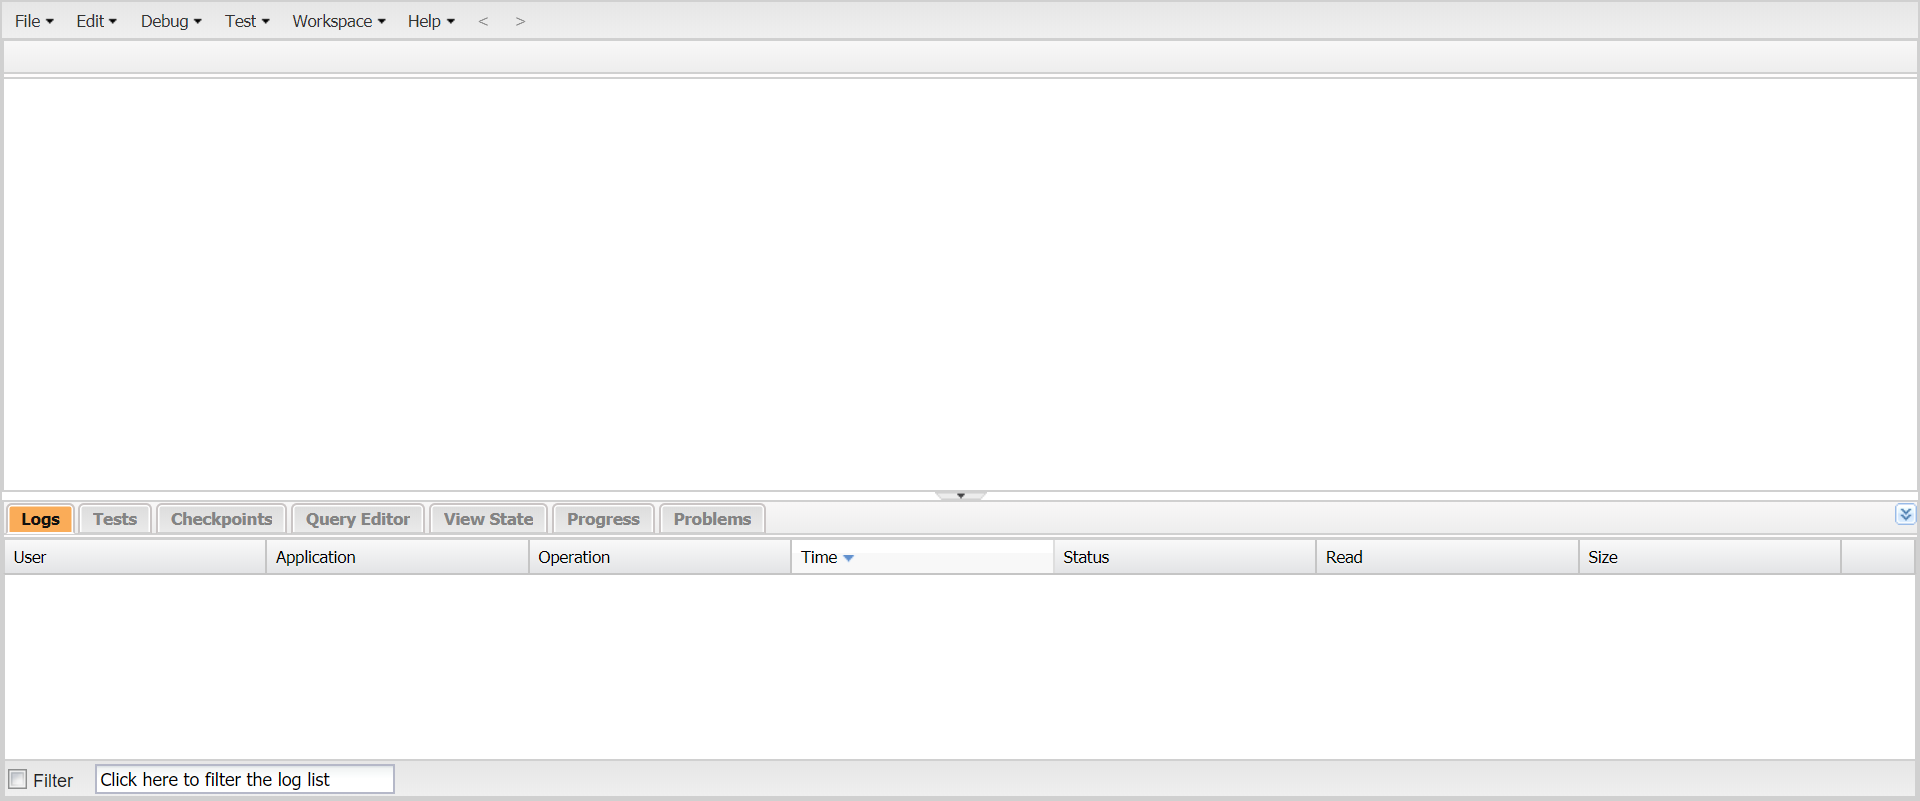 File Edit Debug Test Workspace Help < >
Logs Tests Checkpoints Query Editor View State Progress Problems
User Application Operation Time Status Read Size
Filter Click here to filter the log list